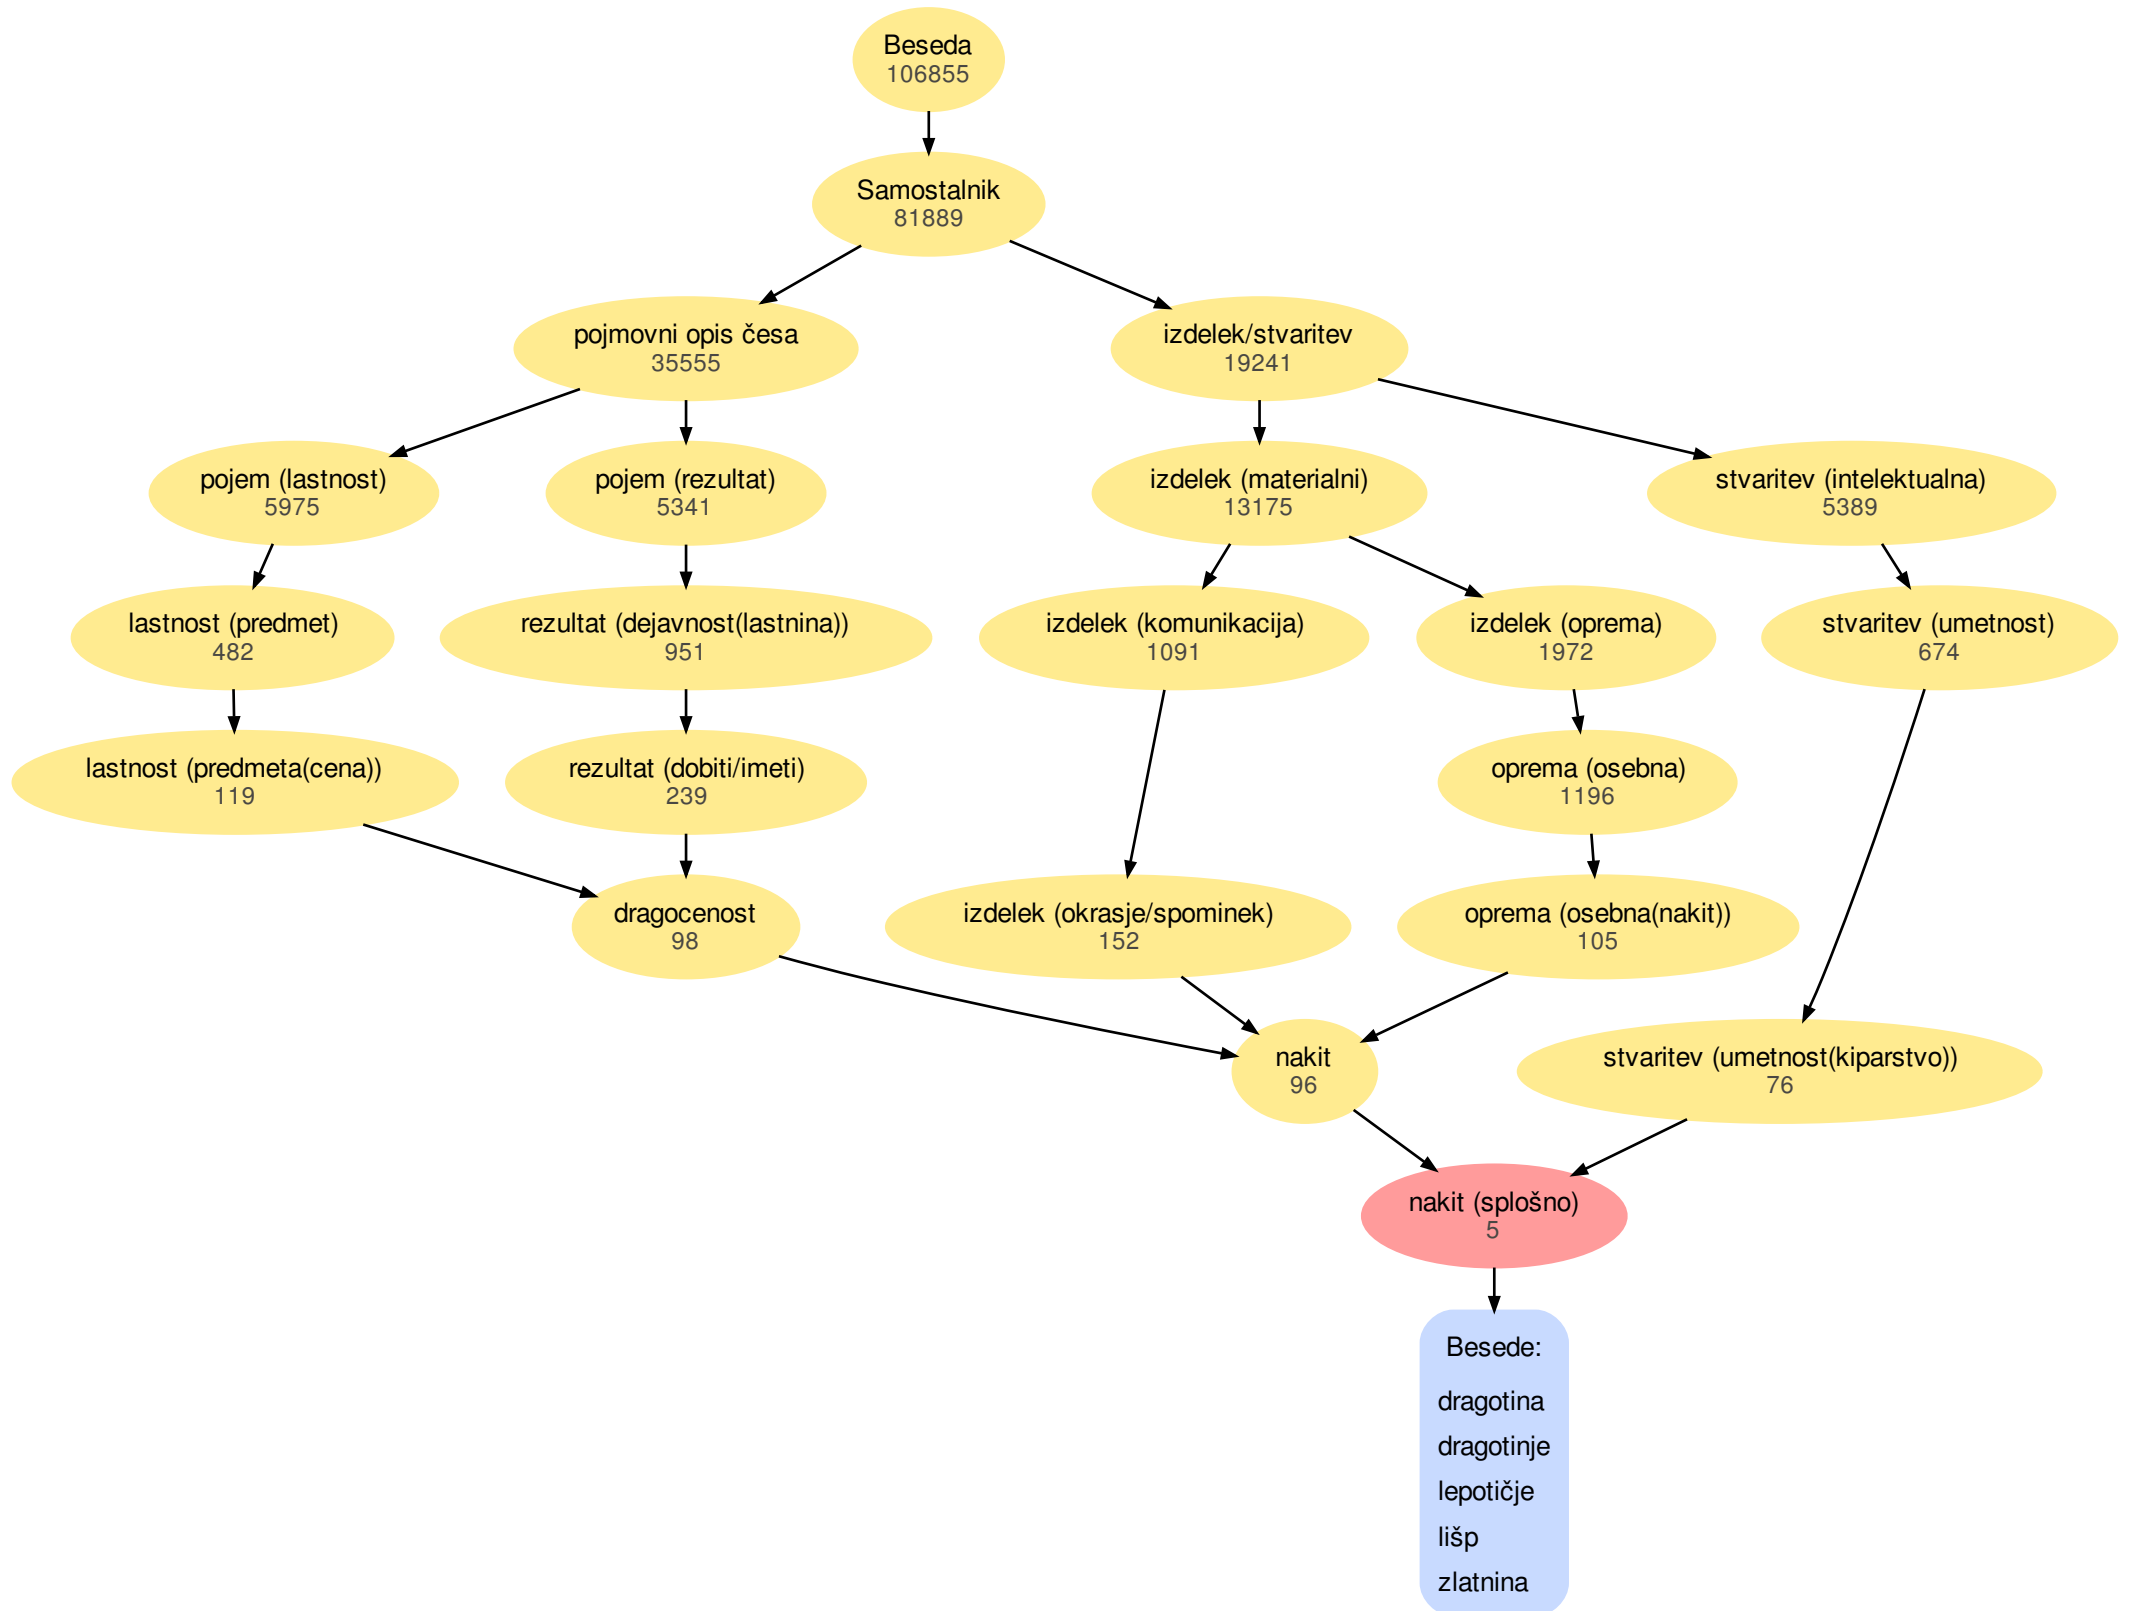 Beseda
106855
Samostalnik
81889
pojmovni opis česa
35555
izdelek/stvaritev
19241
pojem (lastnost)
5975
pojem (rezultat)
5341
izdelek (materialni)
13175
stvaritev (intelektualna)
5389
lastnost (predmet)
482
rezultat (dejavnost(lastnina))
951
izdelek (komunikacija)
1091
izdelek (oprema)
1972
stvaritev (umetnost)
674
lastnost (predmeta(cena))
119
rezultat (dobiti/imeti)
239
oprema (osebna)
1196
dragocenost
98
izdelek (okrasje/spominek)
152
oprema (osebna(nakit))
105
nakit
96
stvaritev (umetnost(kiparstvo))
76
nakit (splošno)
5
Besede:
dragotina
dragotinje
lepotičje
lišp
zlatnina